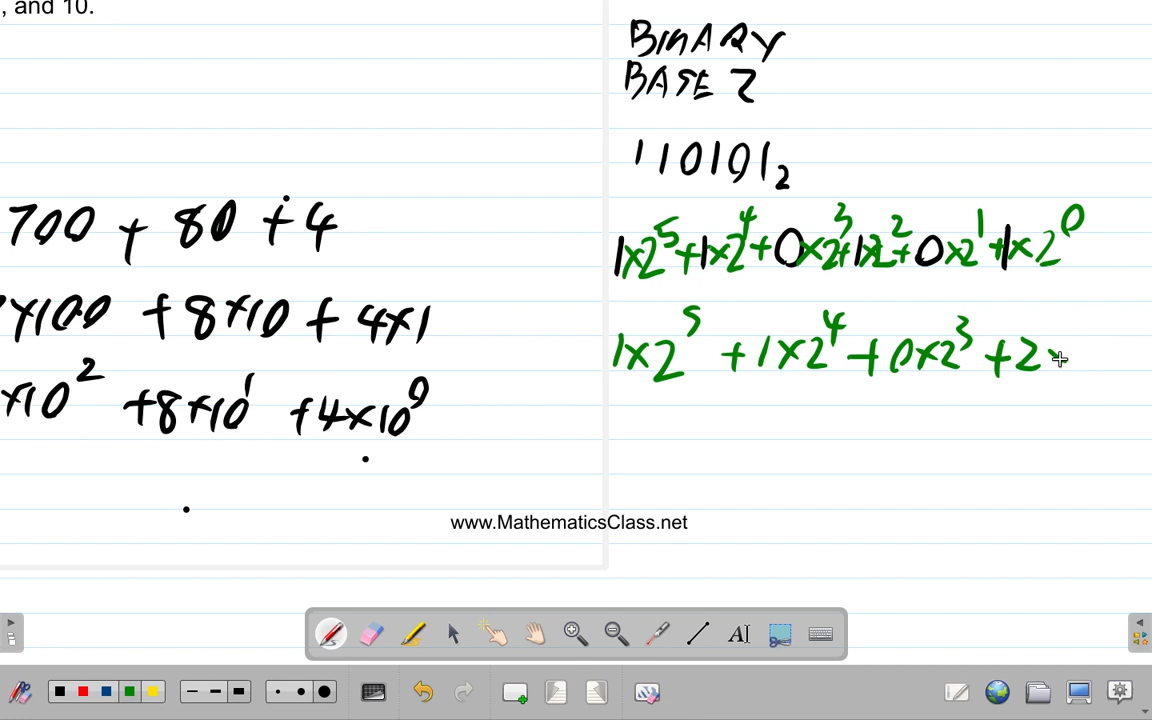 , and 10.
700 + 80 + 4
×100 + 8×10 + 4×1
×10² + 8×10¹ + 4×10⁰
BINARY
BASE 2
110101₂
1×2⁵+1×2⁴+0×2³+1×2²+0×2¹+1×2⁰
1×2⁵ + 1×2⁴ + 0×2³ + 2
www.MathematicsClass.net
AI